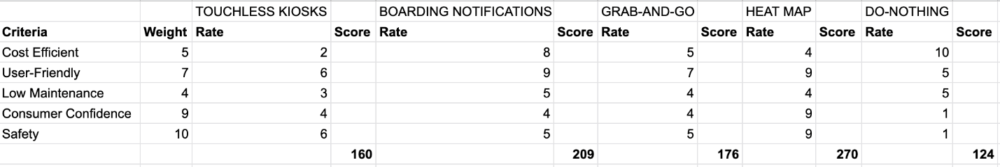 TOUCHLESS KIOSKS BOARDING NOTIFICATIONS GRAB-AND-GO HEAT MAP DO-NOTHING
Criteria Weight Rate Score Rate Score Rate Score Rate Score Rate Score
Cost Efficient 5 2 8 5 4 10
User-Friendly 7 6 9 7 9 5
Low Maintenance 4 3 5 4 4 5
Consumer Confidence 9 4 4 4 9 1
Safety 10 6 5 5 9 1
160 209 176 270 124